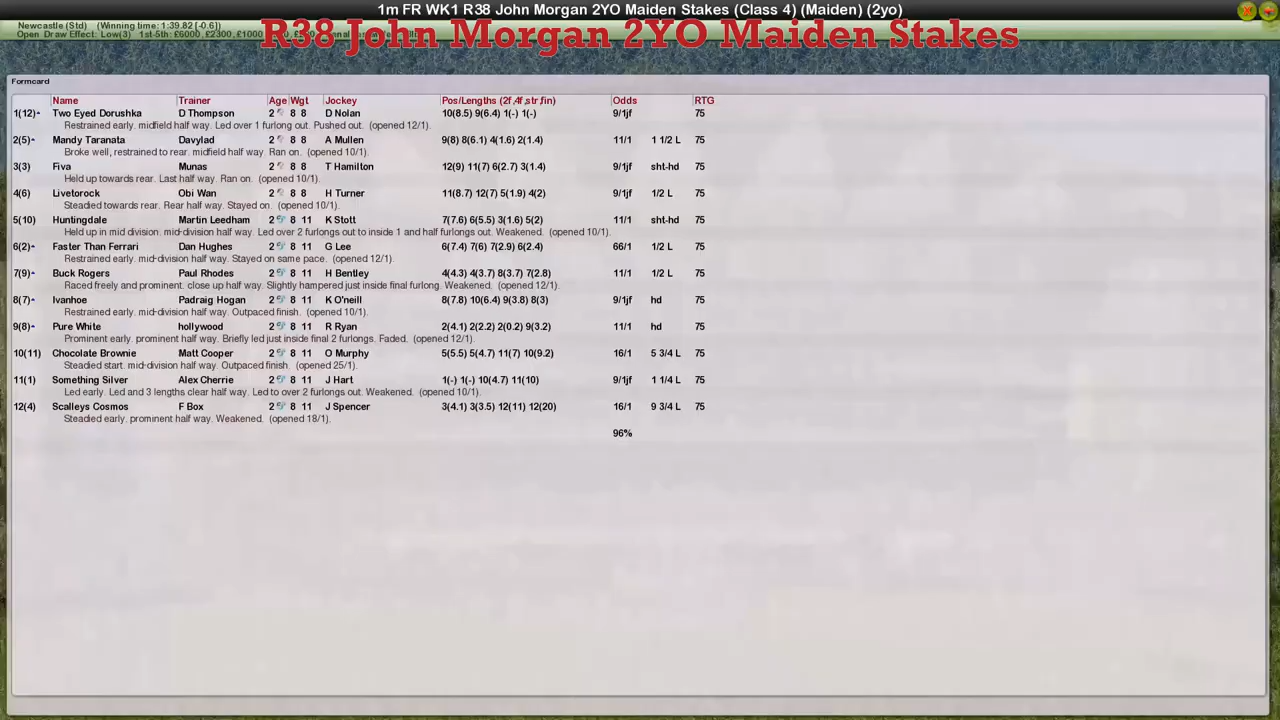 1m FR WK1 R38 John Morgan 2YO Maiden Stakes (Class 4) (Maiden) (2yo)
Newcastle (Std) (Winning time: 1:39.82 [-0.6])
R38 John Morgan 2YO Maiden Stakes
Open Draw Effect: Low(3) 1st-5th: £6000, £2300, £1000
Formcard
Name Trainer Age Wgt Jockey Pos/Lengths (2f,4f,str,fin) Odds RTG
1(12) Two Eyed Dorushka D Thompson 2 8 8 D Nolan 10(8.5) 9(6.4) 1(-) 1(-) 9/1jf 75
Restrained early. midfield half way. Led over 1 furlong out. Pushed out. (opened 12/1).
2(5) Mandy Taranata Davylad 2 8 8 A Mullen 9(8) 8(6.1) 4(1.6) 2(1.4) 11/1 1 1/2 L 75
Broke well, restrained to rear. midfield half way. Ran on. (opened 10/1).
3(3) Fiva Munas 2 8 8 T Hamilton 12(9) 11(7) 6(2.7) 3(1.4) 9/1jf sht-hd 75
Held up towards rear. Last half way. Ran on. (opened 10/1).
4(6) Livetorock Obi Wan 2 8 8 H Turner 11(8.7) 12(7) 5(1.9) 4(2) 9/1jf 1/2 L 75
Steadied towards rear. Rear half way. Stayed on. (opened 10/1).
5(10) Huntingdale Martin Leedham 2 8 11 K Stott 7(7.6) 6(5.5) 3(1.6) 5(2) 11/1 sht-hd 75
Held up in mid division. mid-division half way. Led over 2 furlongs out to inside 1 and half furlongs out. Weakened. (opened 10/1).
6(2) Faster Than Ferrari Dan Hughes 2 8 11 G Lee 6(7.4) 7(6) 7(2.9) 6(2.4) 66/1 1/2 L 75
Restrained early. mid-division half way. Stayed on same pace. (opened 12/1).
7(9) Buck Rogers Paul Rhodes 2 8 11 H Bentley 4(4.3) 4(3.7) 8(3.7) 7(2.8) 11/1 1/2 L 75
Raced freely and prominent. close up half way. Slightly hampered just inside final furlong. Weakened. (opened 12/1).
8(7) Ivanhoe Padraig Hogan 2 8 11 K O'neill 8(7.8) 10(6.4) 9(3.8) 8(3) 9/1jf hd 75
Restrained early. mid-division half way. Outpaced finish. (opened 10/1).
9(8) Pure White hollywood 2 8 11 R Ryan 2(4.1) 2(2.2) 2(0.2) 9(3.2) 11/1 hd 75
Prominent early. prominent half way. Briefly led just inside final 2 furlongs. Faded. (opened 12/1).
10(11) Chocolate Brownie Matt Cooper 2 8 11 O Murphy 5(5.5) 5(4.7) 11(7) 10(9.2) 16/1 5 3/4 L 75
Steadied start. mid-division half way. Outpaced finish. (opened 25/1).
11(1) Something Silver Alex Cherrie 2 8 11 J Hart 1(-) 1(-) 10(4.7) 11(10) 9/1jf 1 1/4 L 75
Led early. Led and 3 lengths clear half way. Led to over 2 furlongs out. Weakened. (opened 10/1).
12(4) Scalleys Cosmos F Box 2 8 11 J Spencer 3(4.1) 3(3.5) 12(11) 12(20) 16/1 9 3/4 L 75
Steadied early. prominent half way. Weakened. (opened 18/1).
96%